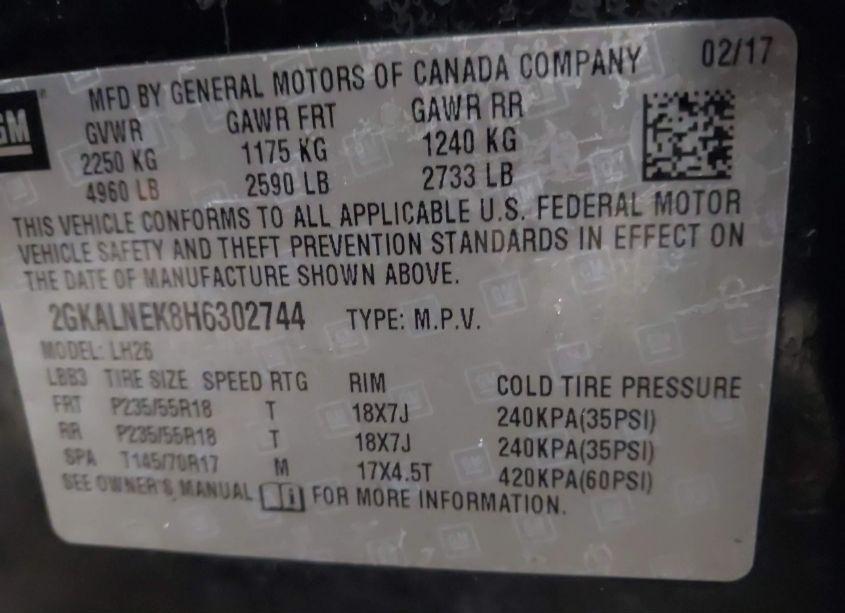 GM
MFD BY GENERAL MOTORS OF CANADA COMPANY 02/17
GVWR GAWR FRT GAWR RR
2250 KG 1175 KG 1240 KG
4960 LB 2590 LB 2733 LB
THIS VEHICLE CONFORMS TO ALL APPLICABLE U.S. FEDERAL MOTOR
VEHICLE SAFETY AND THEFT PREVENTION STANDARDS IN EFFECT ON
THE DATE OF MANUFACTURE SHOWN ABOVE.
2GKALNEK8H6302744 TYPE: M.P.V.
MODEL: LH26
LBB3 TIRE SIZE SPEED RTG RIM COLD TIRE PRESSURE
FRT P235/55R18 T 18X7J 240KPA(35PSI)
RR P235/55R18 T 18X7J 240KPA(35PSI)
SPA T145/70R17 M 17X4.5T 420KPA(60PSI)
SEE OWNER'S MANUAL FOR MORE INFORMATION.